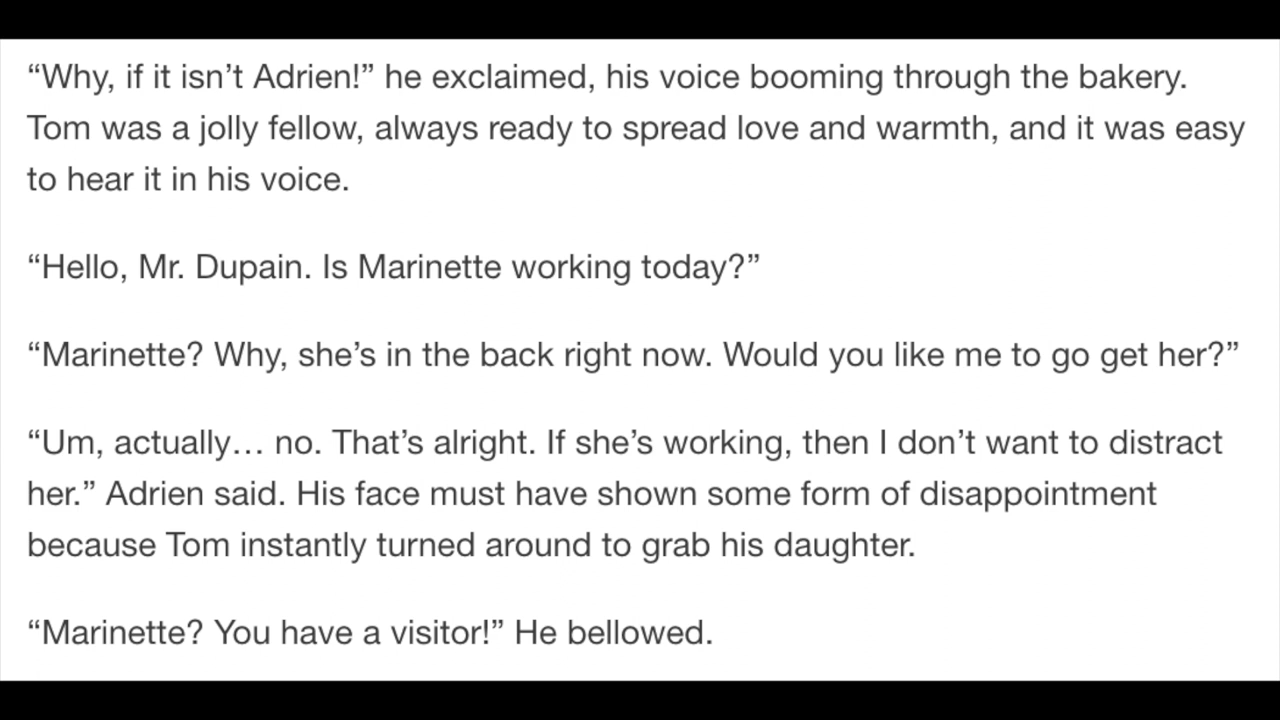 “Why, if it isn’t Adrien!” he exclaimed, his voice booming through the bakery.
Tom was a jolly fellow, always ready to spread love and warmth, and it was easy
to hear it in his voice.
“Hello, Mr. Dupain. Is Marinette working today?”
“Marinette? Why, she’s in the back right now. Would you like me to go get her?”
“Um, actually… no. That’s alright. If she’s working, then I don’t want to distract
her.” Adrien said. His face must have shown some form of disappointment
because Tom instantly turned around to grab his daughter.
“Marinette? You have a visitor!” He bellowed.